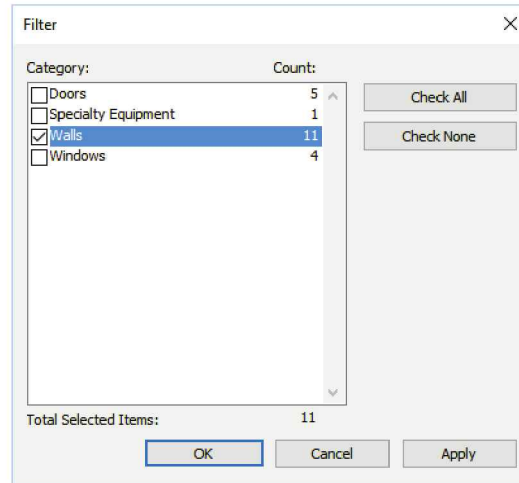 Filter
Category: Count:
Doors 5
Specialty Equipment 1
Walls 11
Windows 4
Check All
Check None
Total Selected Items: 11
OK Cancel Apply